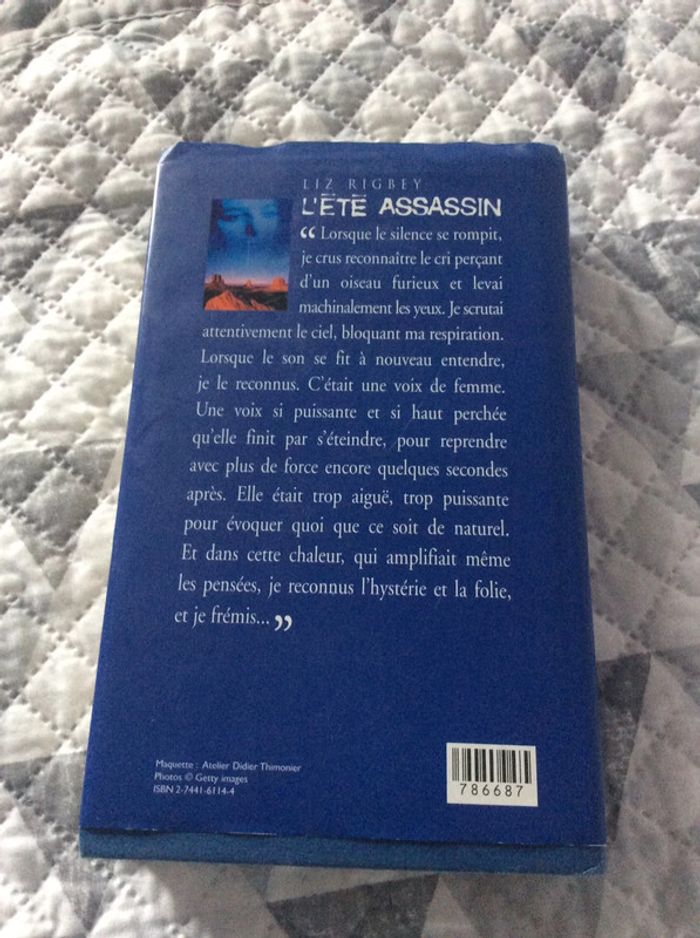 LIZ RIGBEY
L'ÉTÉ ASSASSIN
“ Lorsque le silence se rompit,
je crus reconnaître le cri perçant
d'un oiseau furieux et levai
machinalement les yeux. Je scrutai
attentivement le ciel, bloquant ma respiration.
Lorsque le son se fit à nouveau entendre,
je le reconnus. C'était une voix de femme.
Une voix si puissante et si haut perchée
qu'elle finit par s'éteindre, pour reprendre
avec plus de force encore quelques secondes
après. Elle était trop aiguë, trop puissante
pour évoquer quoi que ce soit de naturel.
Et dans cette chaleur, qui amplifiait même
les pensées, je reconnus l'hystérie et la folie,
et je frémis... ”
Maquette : Atelier Didier Thimonier
Photos © Getty images
ISBN 2-7441-6114-4
786687